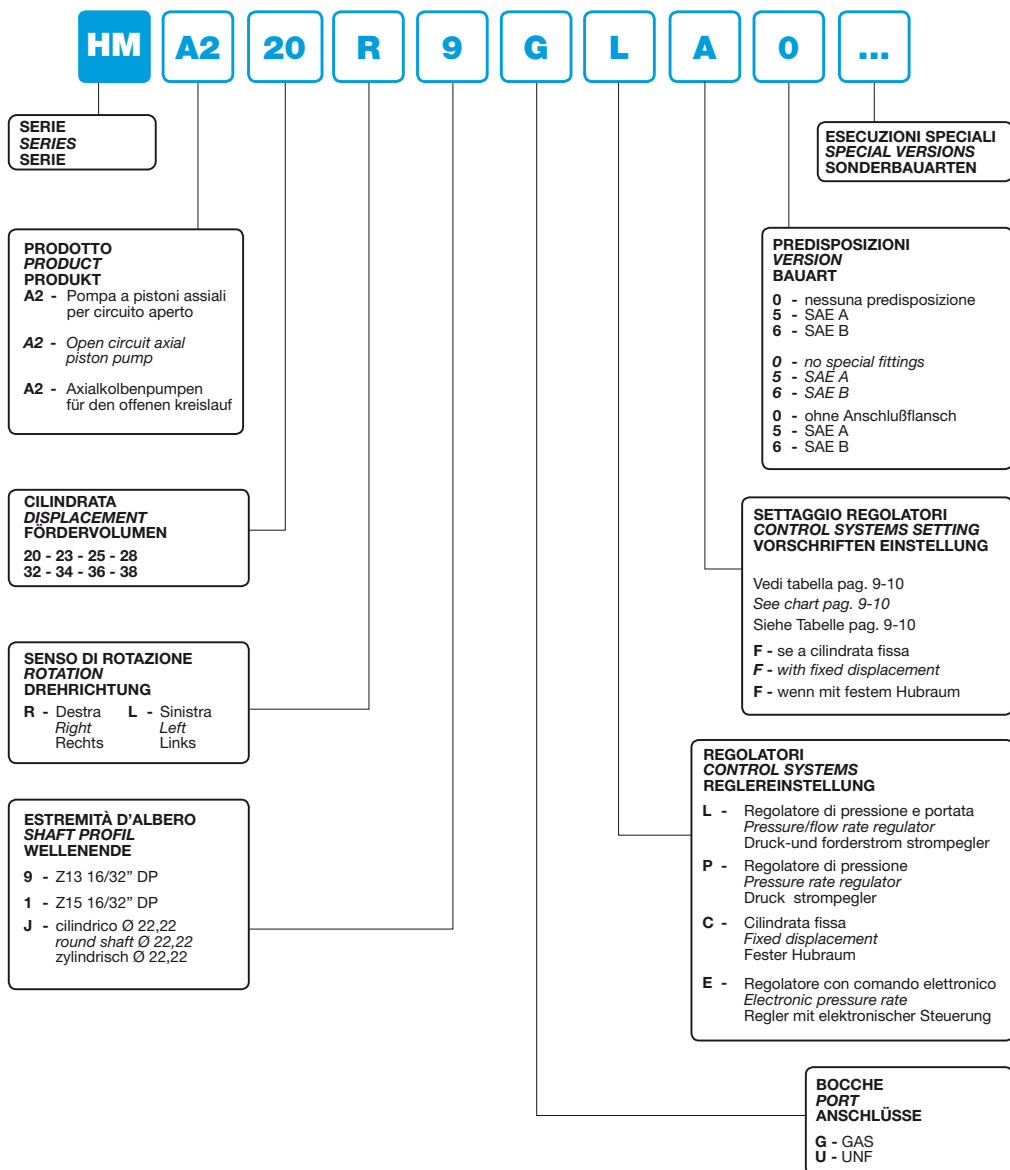 HM A2 20 R 9 G L A 0 ...
SERIE
SERIES
SERIE
ESECUZIONI SPECIALI
SPECIAL VERSIONS
SONDERBAUARTEN
PRODOTTO
PRODUCT
PRODUKT
A2 - Pompa a pistoni assiali
per circuito aperto
A2 - Open circuit axial
piston pump
A2 - Axialkolbenpumpen
für den offenen kreislauf
PREDISPOSIZIONI
VERSION
BAUART
0 - nessuna predisposizione
5 - SAE A
6 - SAE B
0 - no special fittings
5 - SAE A
6 - SAE B
0 - ohne Anschlußflansch
5 - SAE A
6 - SAE B
CILINDRATA
DISPLACEMENT
FÖRDERVOLUMEN
20 - 23 - 25 - 28
32 - 34 - 36 - 38
SETTAGGIO REGOLATORI
CONTROL SYSTEMS SETTING
VORSCHRIFTEN EINSTELLUNG
Vedi tabella pag. 9-10
See chart pag. 9-10
Siehe Tabelle pag. 9-10
F - se a cilindrata fissa
F - with fixed displacement
F - wenn mit festem Hubraum
SENSO DI ROTAZIONE
ROTATION
DREHRICHTUNG
R - Destra L - Sinistra
Right Left
Rechts Links
REGOLATORI
CONTROL SYSTEMS
REGLEREINSTELLUNG
L - Regolatore di pressione e portata
Pressure/flow rate regulator
Druck-und forderstrom strompegler
P - Regolatore di pressione
Pressure rate regulator
Druck strompegler
C - Cilindrata fissa
Fixed displacement
Fester Hubraum
E - Regolatore con comando elettronico
Electronic pressure rate
Regler mit elektronischer Steuerung
ESTREMITÀ D'ALBERO
SHAFT PROFIL
WELLENENDE
9 - Z13 16/32” DP
1 - Z15 16/32” DP
J - cilindrico Ø 22,22
round shaft Ø 22,22
zylindrisch Ø 22,22
BOCCHE
PORT
ANSCHLÜSSE
G - GAS
U - UNF